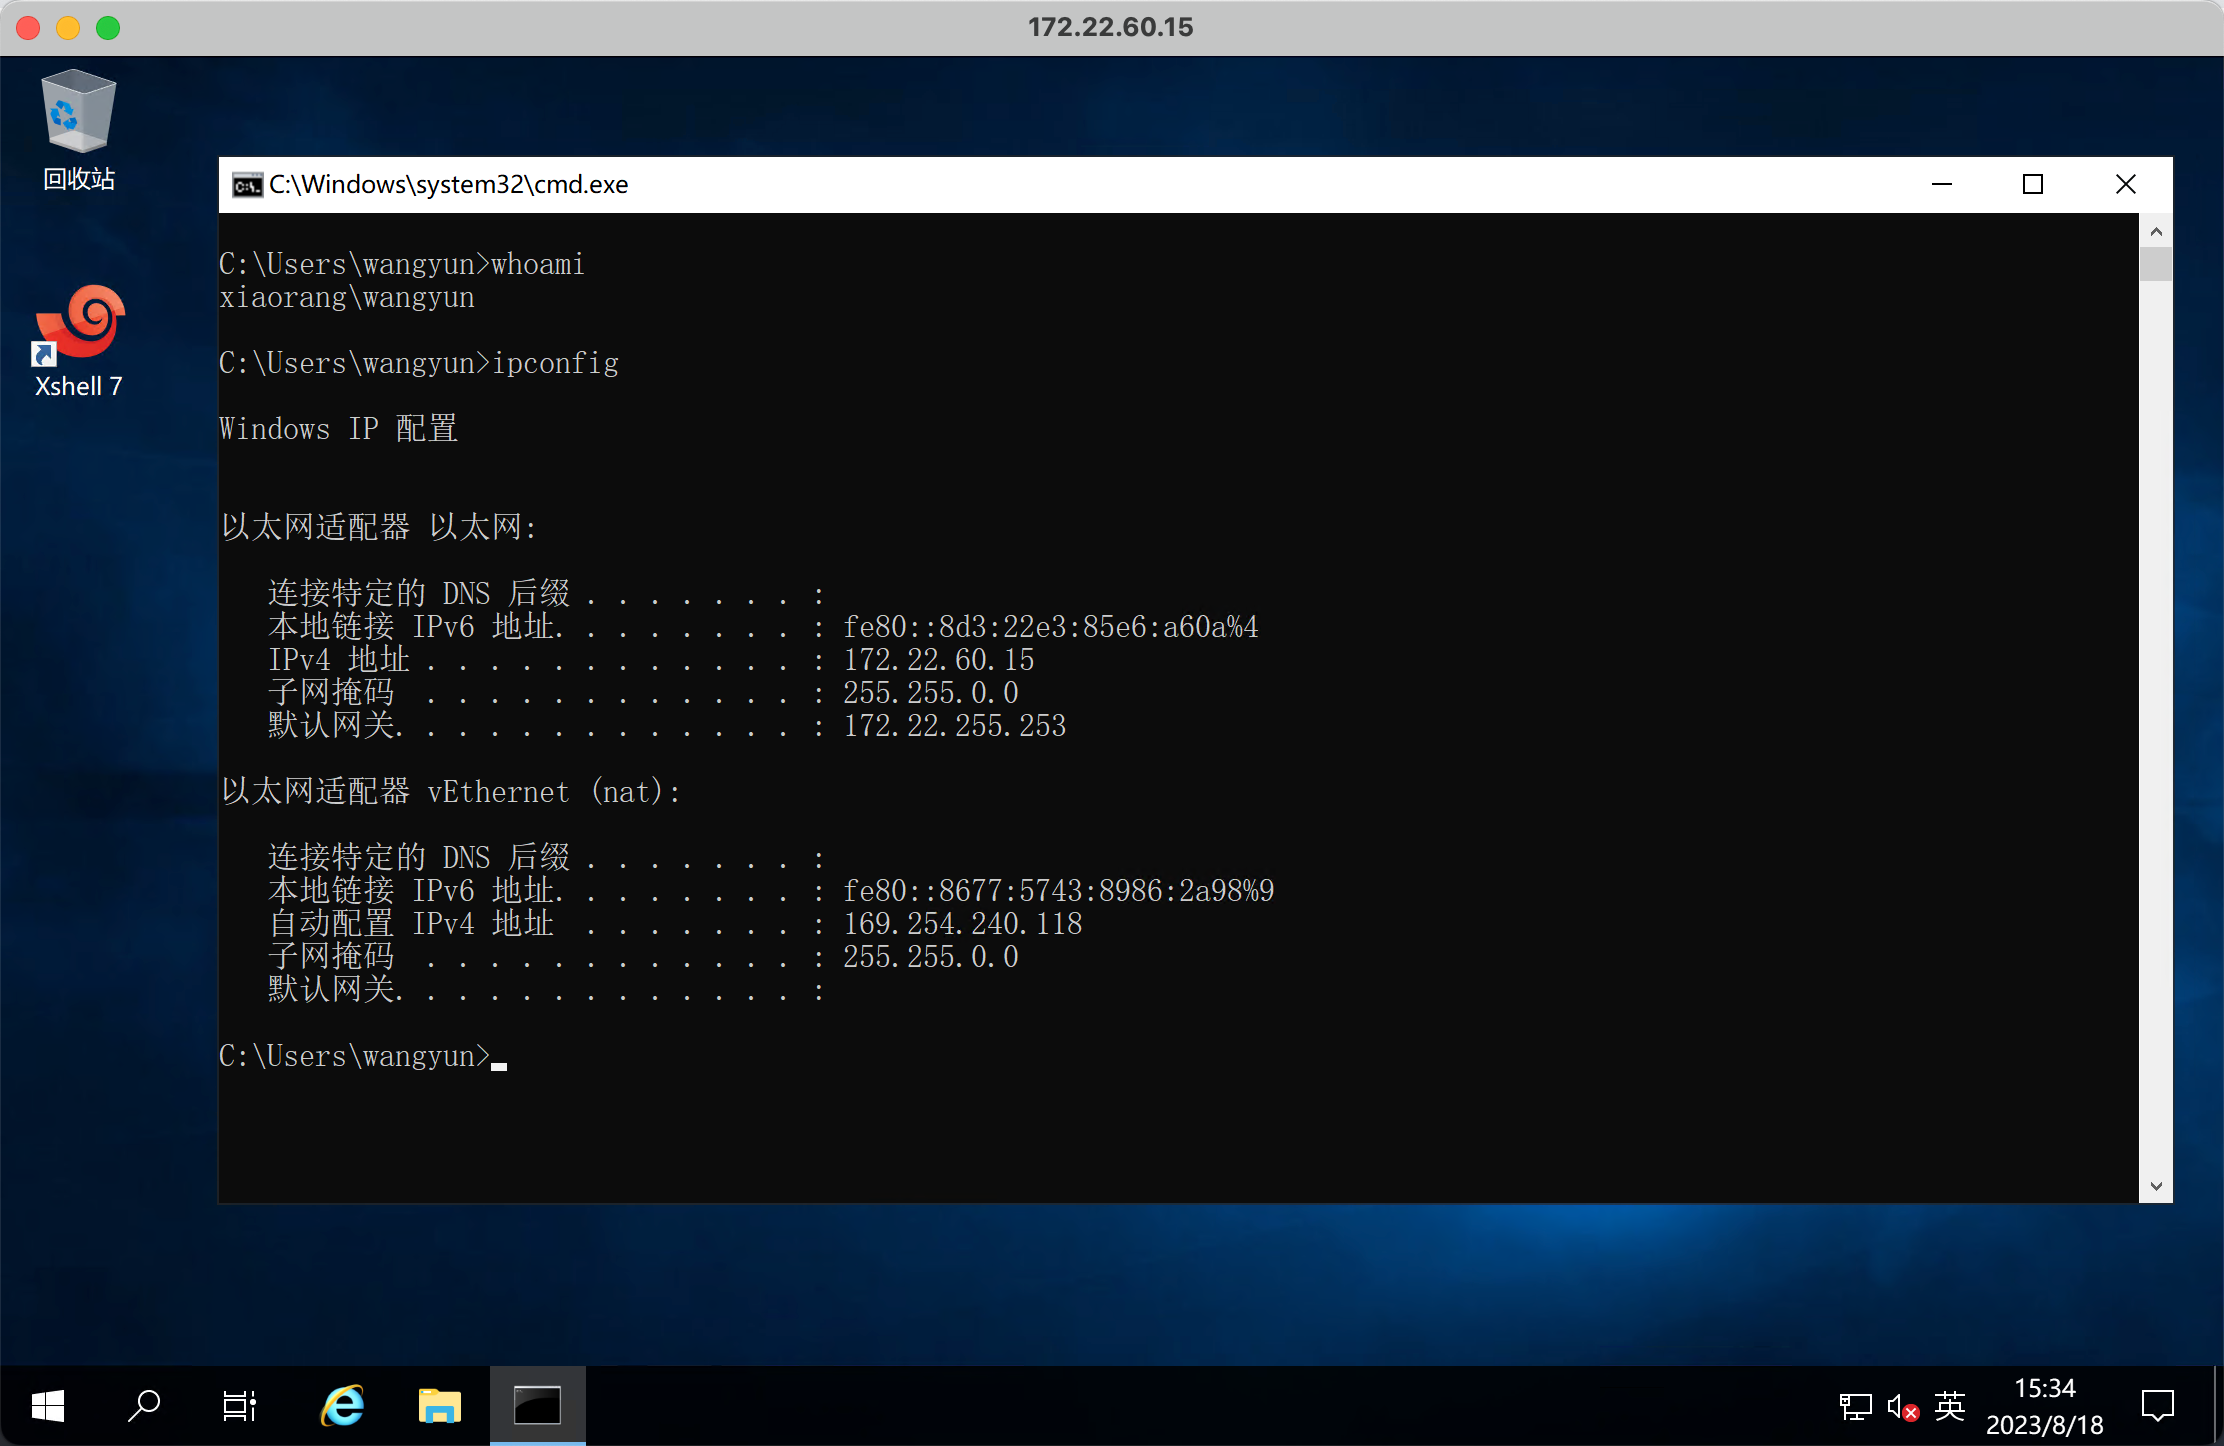 172.22.60.15
回收站
Xshell 7
C:\Windows\system32\cmd.exe
C:\Users\wangyun>whoami
xiaorang\wangyun
C:\Users\wangyun>ipconfig
Windows IP 配置
以太网适配器 以太网:
连接特定的 DNS 后缀 . . . . . . . :
本地链接 IPv6 地址. . . . . . . . : fe80::8d3:22e3:85e6:a60a%4
IPv4 地址 . . . . . . . . . . . . : 172.22.60.15
子网掩码  . . . . . . . . . . . . : 255.255.0.0
默认网关. . . . . . . . . . . . . : 172.22.255.253
以太网适配器 vEthernet (nat):
连接特定的 DNS 后缀 . . . . . . . :
本地链接 IPv6 地址. . . . . . . . : fe80::8677:5743:8986:2a98%9
自动配置 IPv4 地址  . . . . . . . : 169.254.240.118
子网掩码  . . . . . . . . . . . . : 255.255.0.0
默认网关. . . . . . . . . . . . . :
C:\Users\wangyun>
英
15:34
2023/8/18